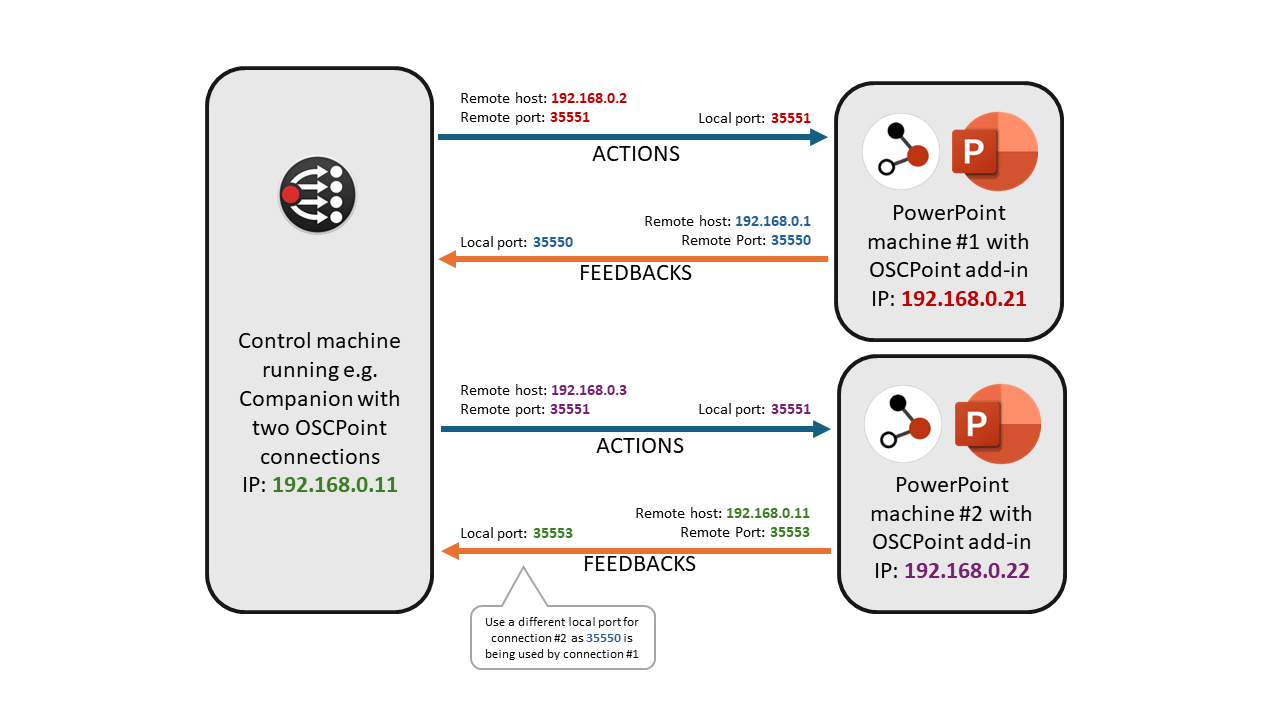 Remote host: 192.168.0.2
Remote port: 35551
Local port: 35551
ACTIONS
Remote host: 192.168.0.1
Remote Port: 35550
Local port: 35550
FEEDBACKS
P
PowerPoint
machine #1 with
OSCPoint add-in
IP: 192.168.0.21
Control machine
running e.g.
Companion with
two OSCPoint
connections
IP: 192.168.0.11
Remote host: 192.168.0.3
Remote port: 35551
Local port: 35551
ACTIONS
Remote host: 192.168.0.11
Remote Port: 35553
Local port: 35553
FEEDBACKS
P
PowerPoint
machine #2 with
OSCPoint add-in
IP: 192.168.0.22
Use a different local port for
connection #2 as 35550 is
being used by connection #1